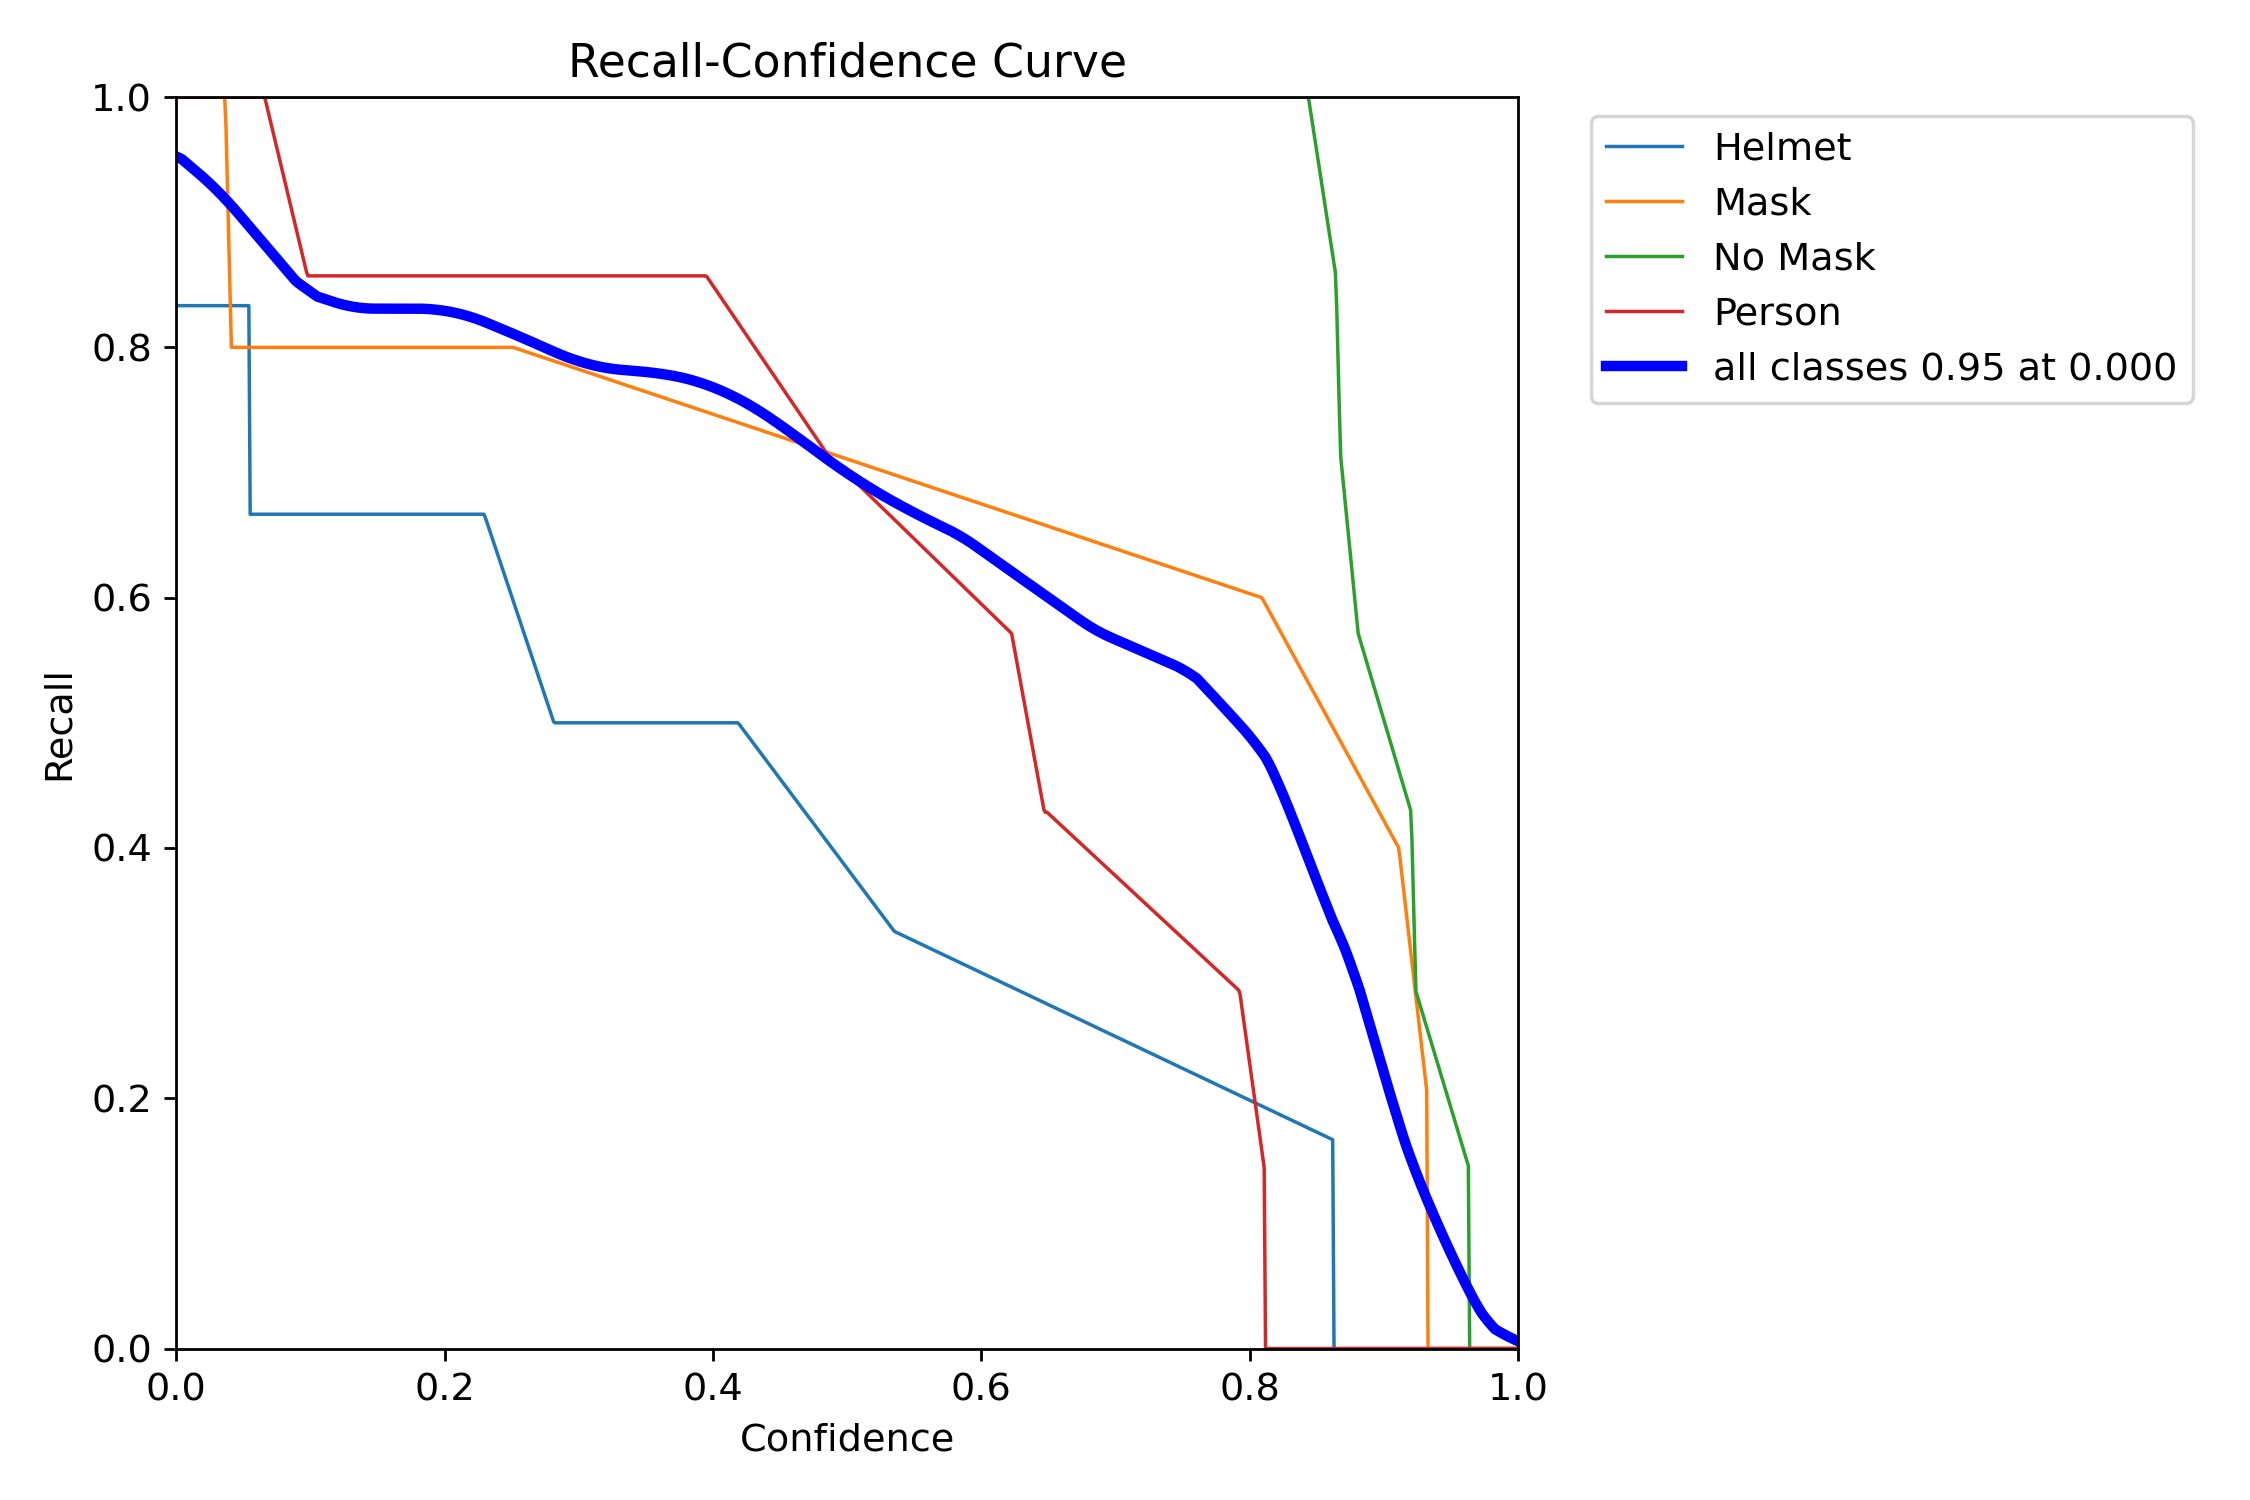 Recall-Confidence Curve
1.0
0.8
0.6
0.4
0.2
0.0
Recall
0.0 0.2 0.4 0.6 0.8 1.0
Confidence
Helmet
Mask
No Mask
Person
all classes 0.95 at 0.000